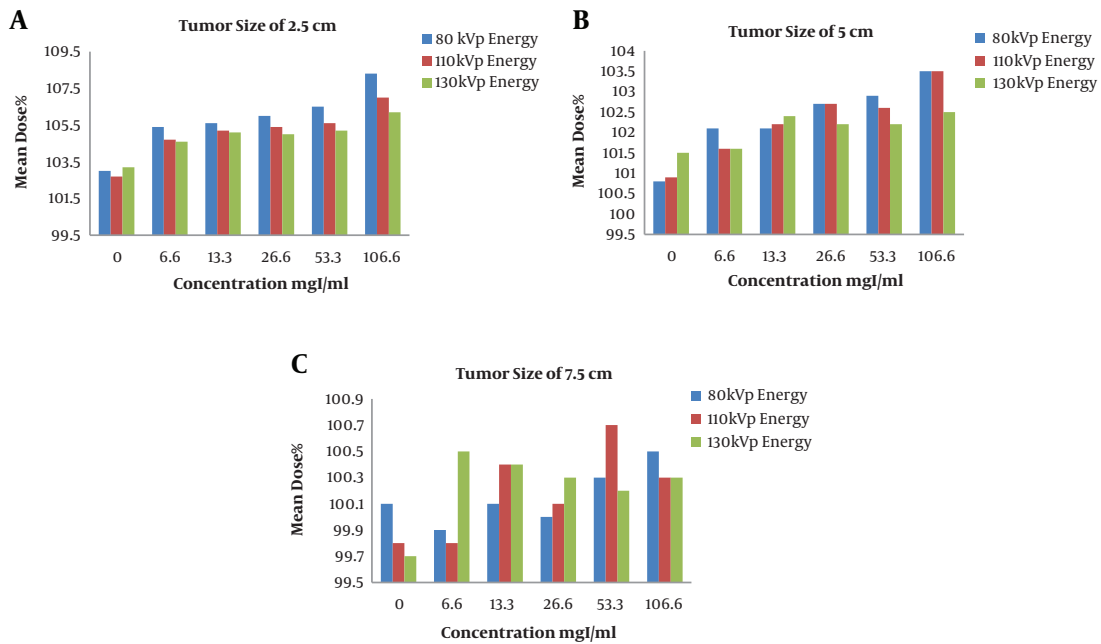 A
Tumor Size of 2.5 cm
80 kVp Energy
110kVp Energy
130kVp Energy
Mean Dose%
109.5
107.5
105.5
103.5
101.5
99.5
0 6.6 13.3 26.6 53.3 106.6
Concentration mgI/ml
B
Tumor Size of 5 cm
80kVp Energy
110kVp Energy
130kVp Energy
Mean Dose%
104
103.5
103
102.5
102
101.5
101
100.5
100
99.5
0 6.6 13.3 26.6 53.3 106.6
Concentration mgI/ml
C
Tumor Size of 7.5 cm
80kVp Energy
110kVp Energy
130kVp Energy
Mean Dose%
100.9
100.7
100.5
100.3
100.1
99.9
99.7
99.5
0 6.6 13.3 26.6 53.3 106.6
Concentration mgI/ml